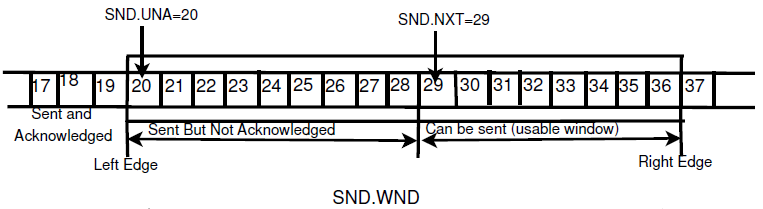 SND.UNA=20
SND.NXT=29
17 18 19 20 21 22 23 24 25 26 27 28 29 30 31 32 33 34 35 36 37
Sent and
Acknowledged
Sent But Not Acknowledged
Can be sent (usable window)
Left Edge
Right Edge
SND.WND